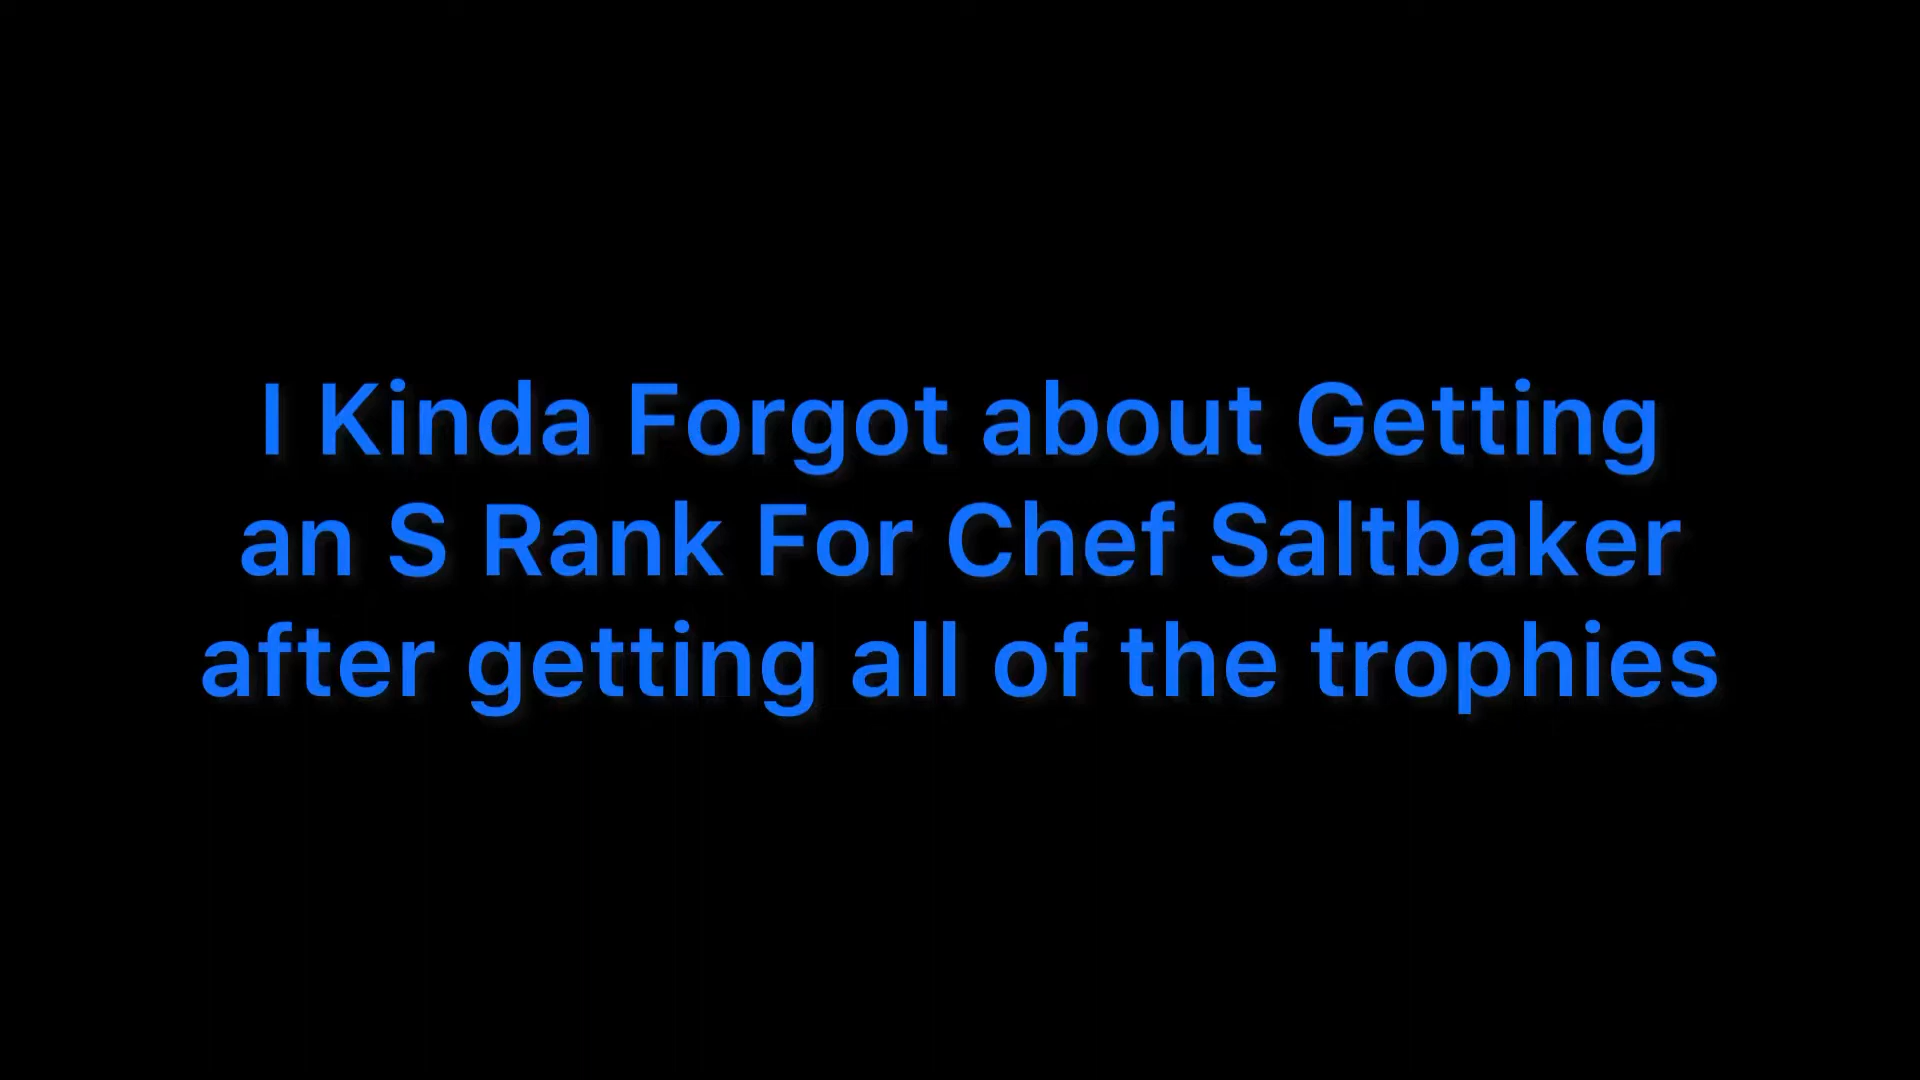 I Kinda Forgot about Getting
an S Rank For Chef Saltbaker
after getting all of the trophies